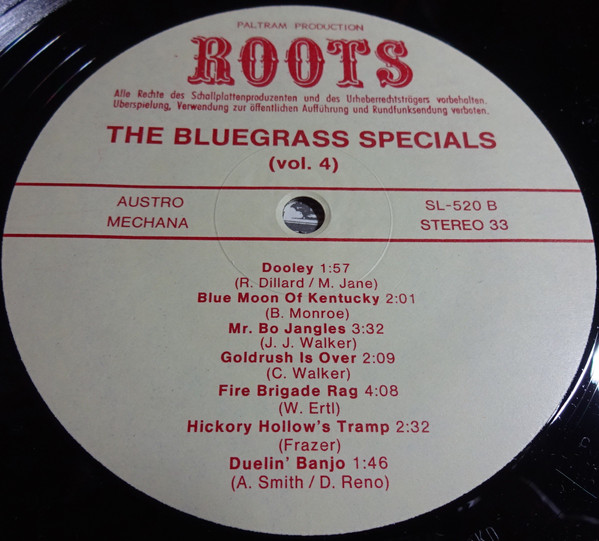 PALTRAM PRODUCTION
ROOTS
Alle Rechte des Schallplattenproduzenten und des Urheberrechtsträgers vorbehalten.
Überspielung, Verwendung zur öffentlichen Aufführung und Rundfunksendung verboten.
THE BLUEGRASS SPECIALS
(vol. 4)
AUSTRO
MECHANA
SL-520 B
STEREO 33
Dooley 1:57
(R. Dillard / M. Jane)
Blue Moon Of Kentucky 2:01
(B. Monroe)
Mr. Bo Jangles 3:32
(J. J. Walker)
Goldrush Is Over 2:09
(C. Walker)
Fire Brigade Rag 4:08
(W. Ertl)
Hickory Hollow's Tramp 2:32
(Frazer)
Duelin' Banjo 1:46
(A. Smith / D. Reno)